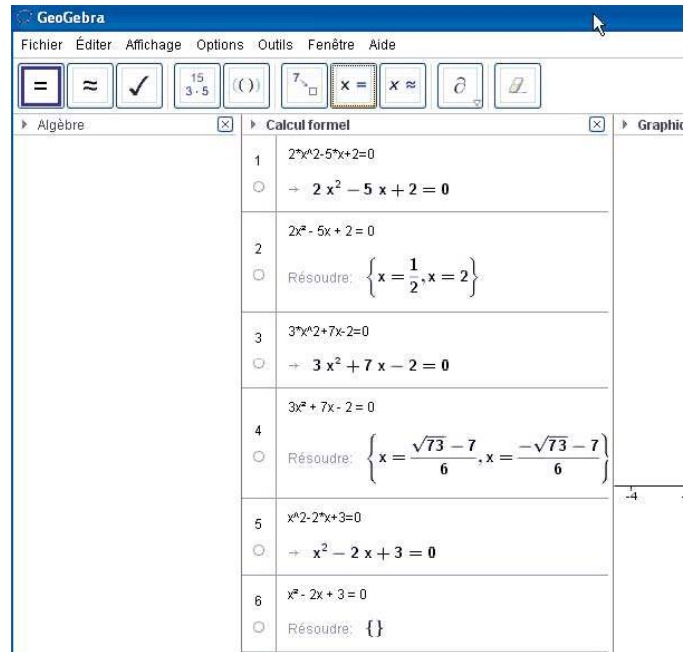 GeoGebra
Fichier Éditer Affichage Options Outils Fenêtre Aide
= ≈ ✓ 15 3·5 (()) 7 x = x ≈ ∂
Algèbre
Calcul formel
Graphic
1
2*x^2-5*x+2=0
→ 2 x² − 5 x + 2 = 0
2
2x² - 5x + 2 = 0
Résoudre: {x = 1/2, x = 2}
3
3*x^2+7x-2=0
→ 3 x² + 7 x − 2 = 0
4
3x² + 7x - 2 = 0
Résoudre: {x = (√73 − 7)/6, x = (−√73 − 7)/6}
-4
5
x^2-2*x+3=0
→ x² − 2 x + 3 = 0
6
x² - 2x + 3 = 0
Résoudre: {}